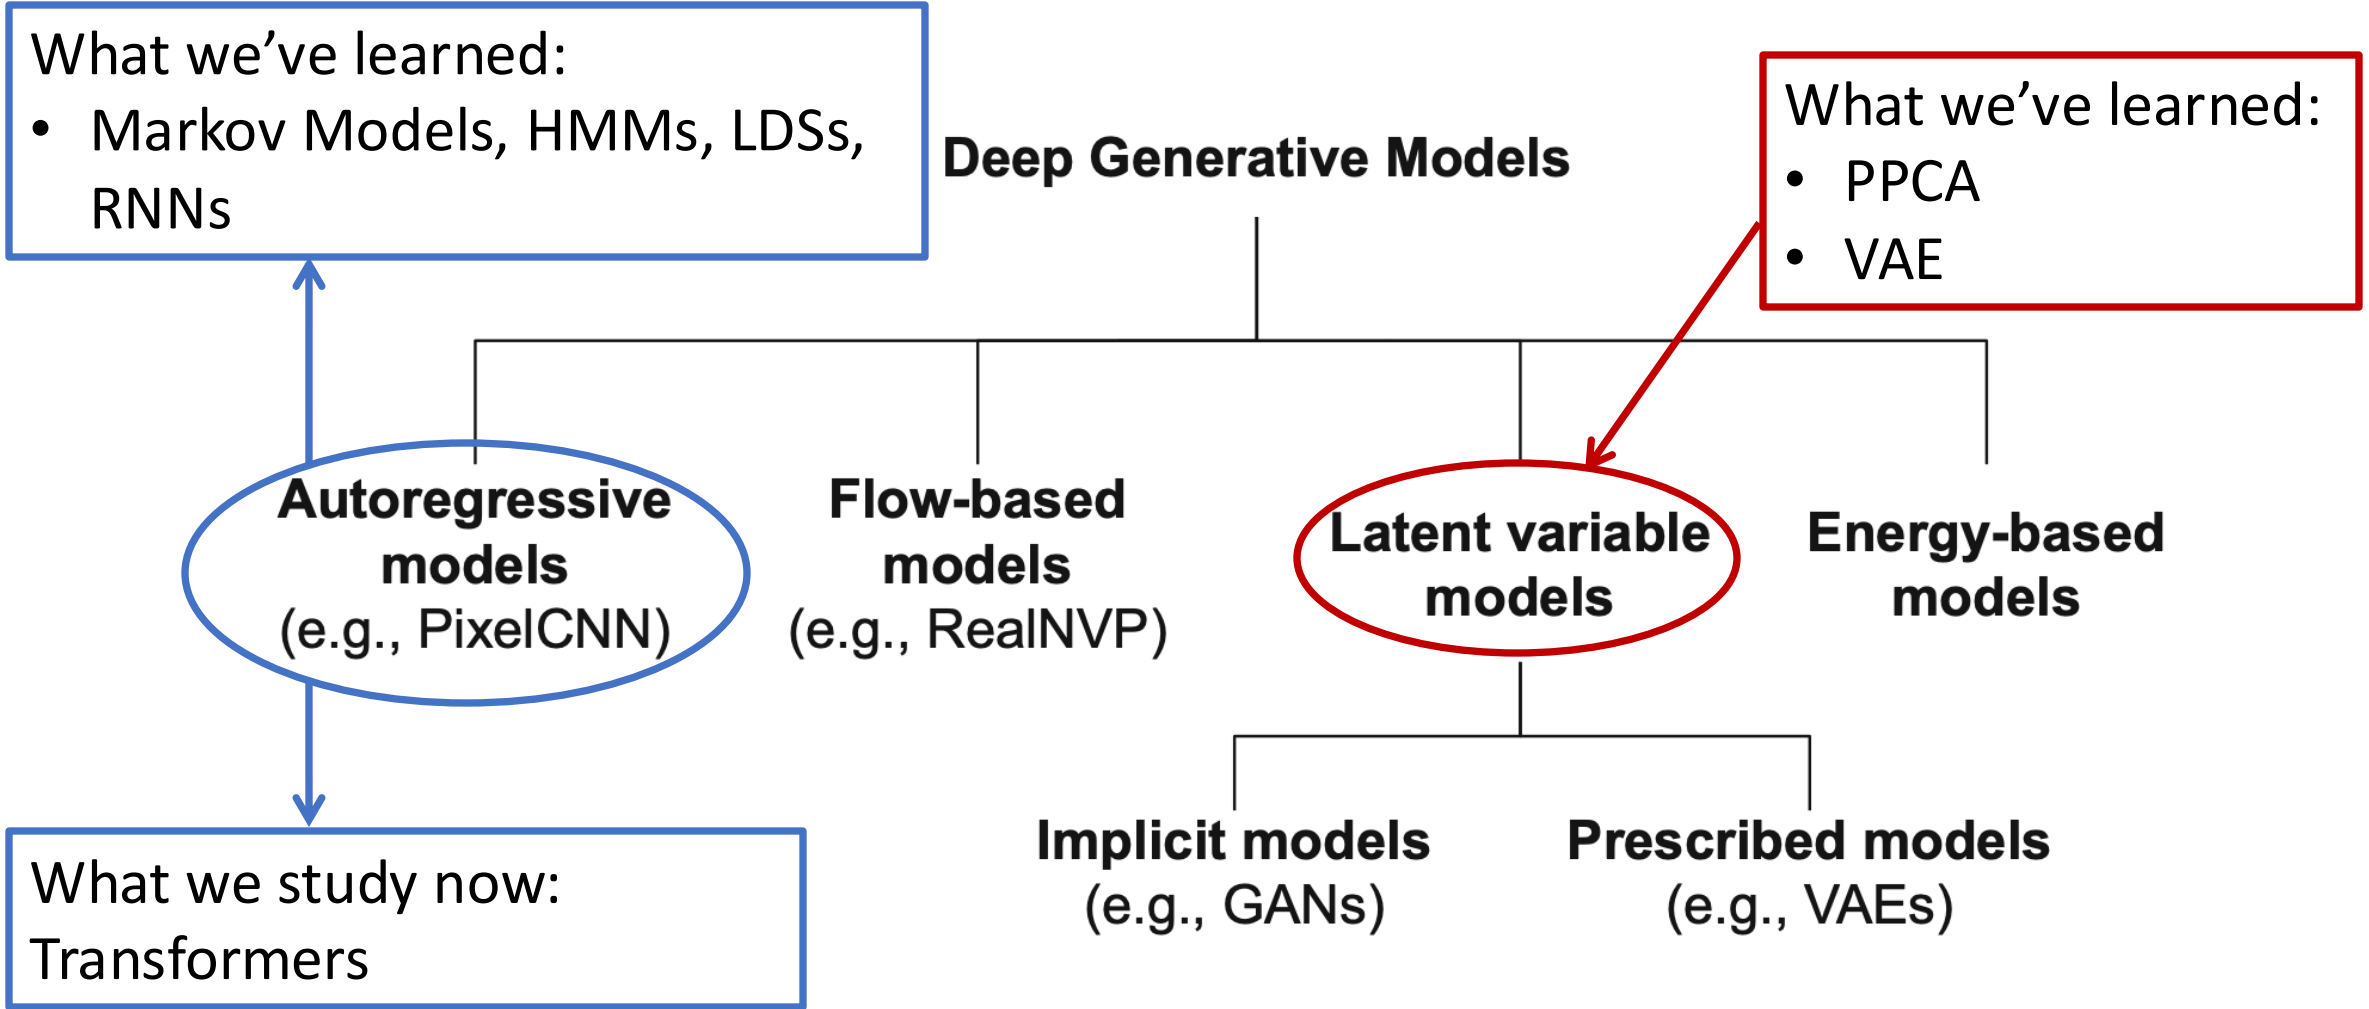 What we’ve learned:
• Markov Models, HMMs, LDSs,
RNNs
Deep Generative Models
What we’ve learned:
• PPCA
• VAE
Autoregressive
models
(e.g., PixelCNN)
Flow-based
models
(e.g., RealNVP)
Latent variable
models
Energy-based
models
Implicit models
(e.g., GANs)
Prescribed models
(e.g., VAEs)
What we study now:
Transformers